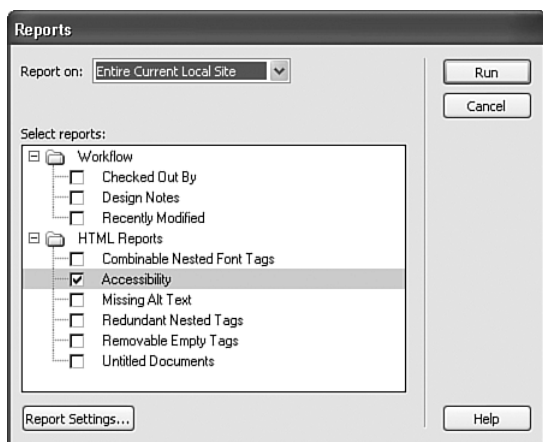 Reports
Report on: Entire Current Local Site
Run
Cancel
Select reports:
Workflow
Checked Out By
Design Notes
Recently Modified
HTML Reports
Combinable Nested Font Tags
Accessibility
Missing Alt Text
Redundant Nested Tags
Removable Empty Tags
Untitled Documents
Report Settings...
Help